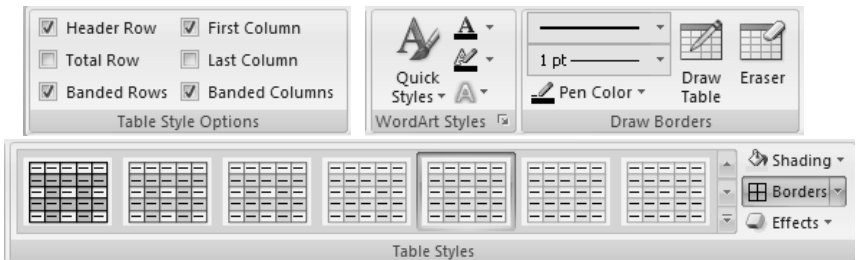 Header Row First Column
Total Row Last Column
Banded Rows Banded Columns
Table Style Options
A
Quick
Styles
WordArt Styles
1 pt
Pen Color
Draw
Table
Eraser
Draw Borders
Shading
Borders
Effects
Table Styles